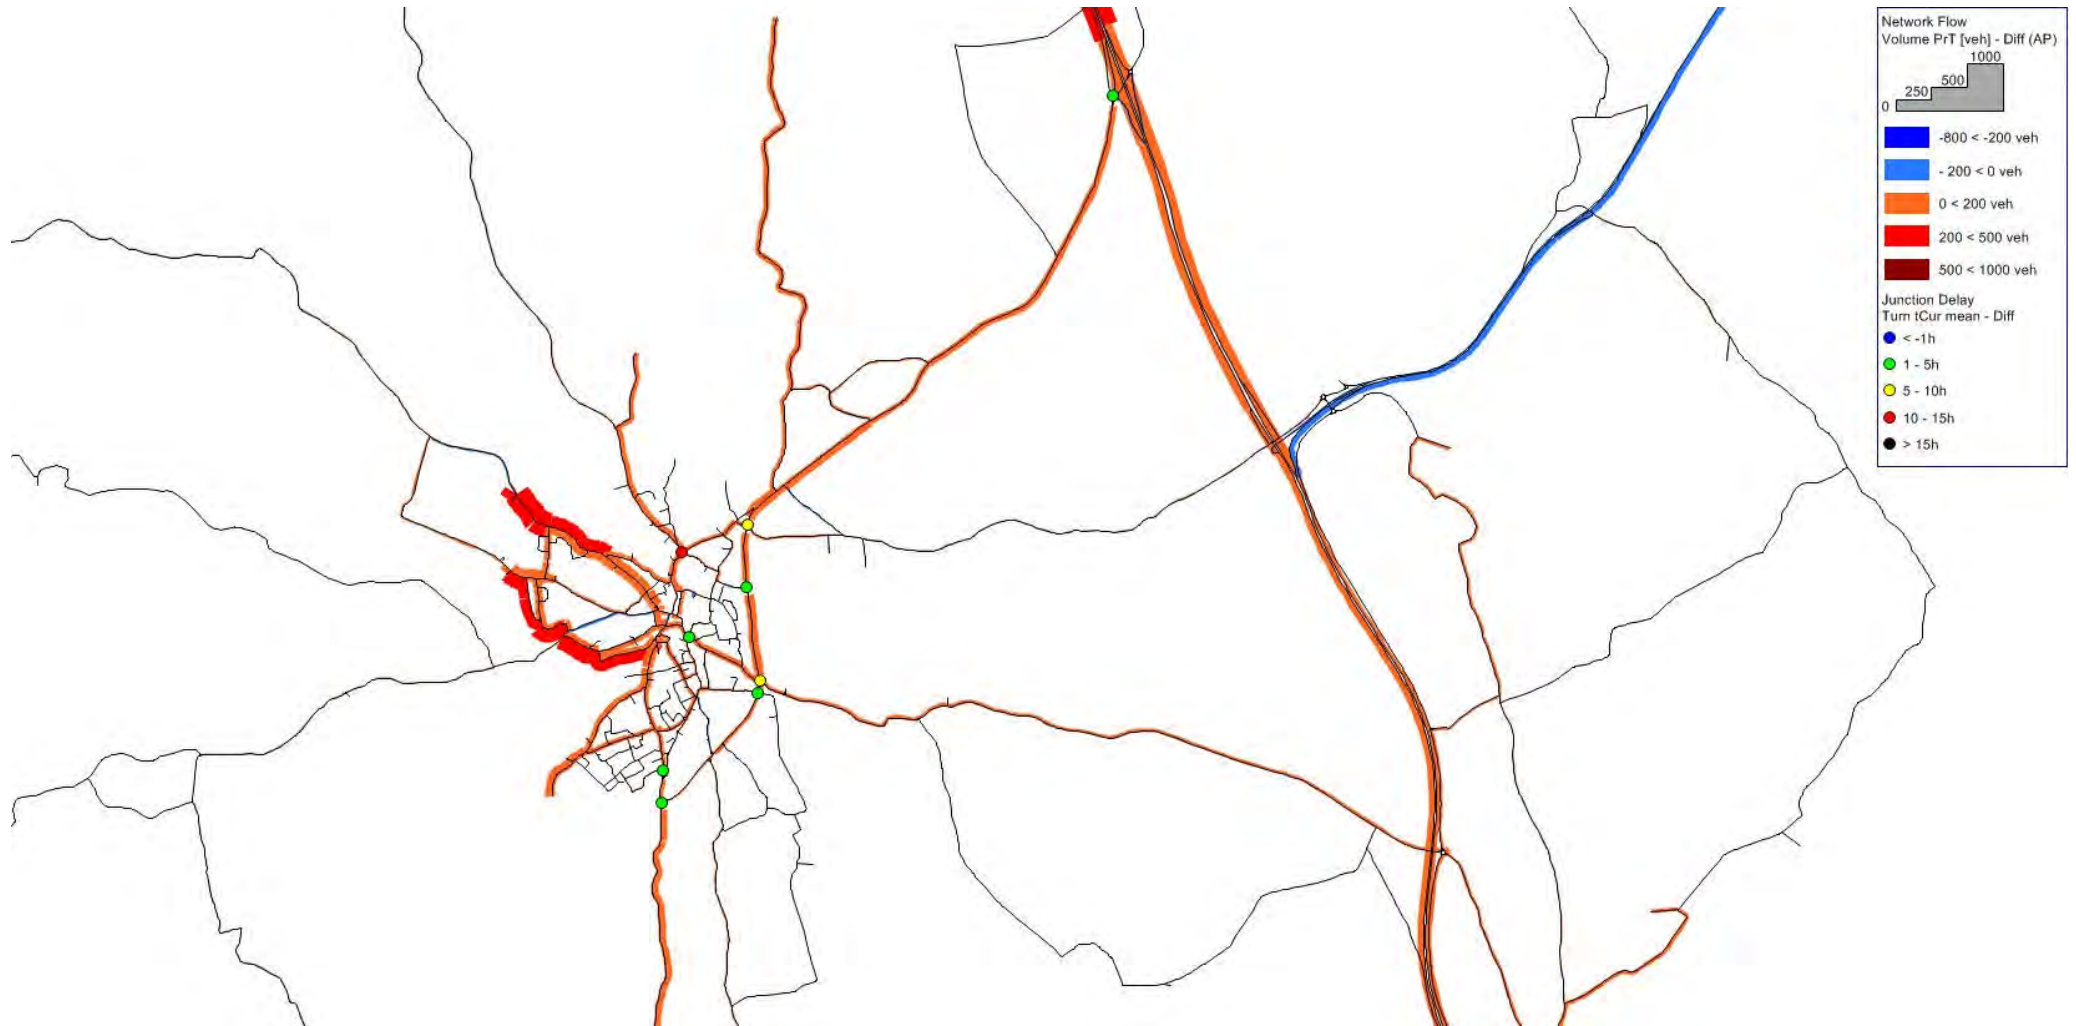 Network Flow
Volume PrT [veh] - Diff (AP)
1000
500
250
0
-800 < -200 veh
- 200 < 0 veh
0 < 200 veh
200 < 500 veh
500 < 1000 veh
Junction Delay
Turn tCur mean - Diff
< -1h
1 - 5h
5 - 10h
10 - 15h
> 15h